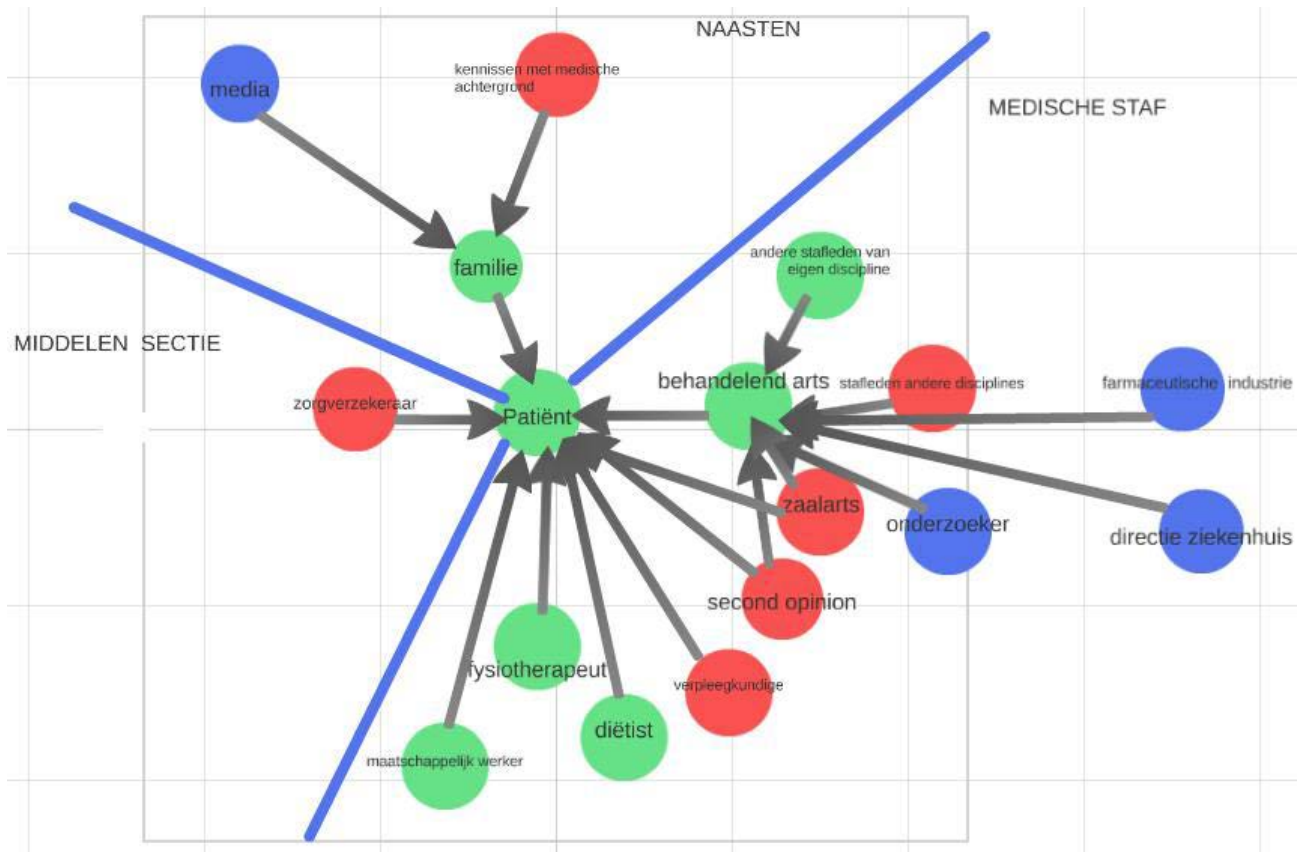 NAASTEN
kennissen met medische
achtergrond
media
MEDISCHE STAF
andere stafleden van
eigen discipline
familie
MIDDELEN  SECTIE
behandelend arts
stafleden andere disciplines
farmaceutische  industrie
zorgverzekeraar
Patiënt
zaalarts
onderzoeker
directie ziekenhuis
second opinion
fysiotherapeut
verpleegkundige
diëtist
maatschappelijk werker